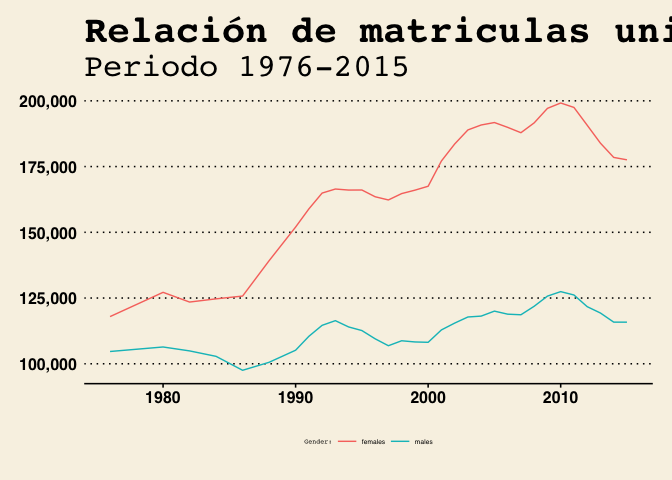 Relación de matriculas uni
Periodo 1976-2015
200,000
175,000
150,000
125,000
100,000
1980 1990 2000 2010
Gender: females males